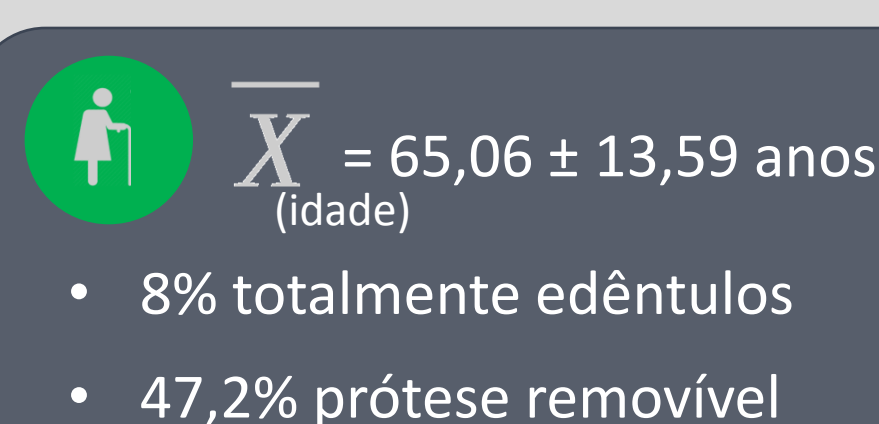 X̅ = 65,06 ± 13,59 anos
(idade)
• 8% totalmente edêntulos
• 47,2% prótese removível